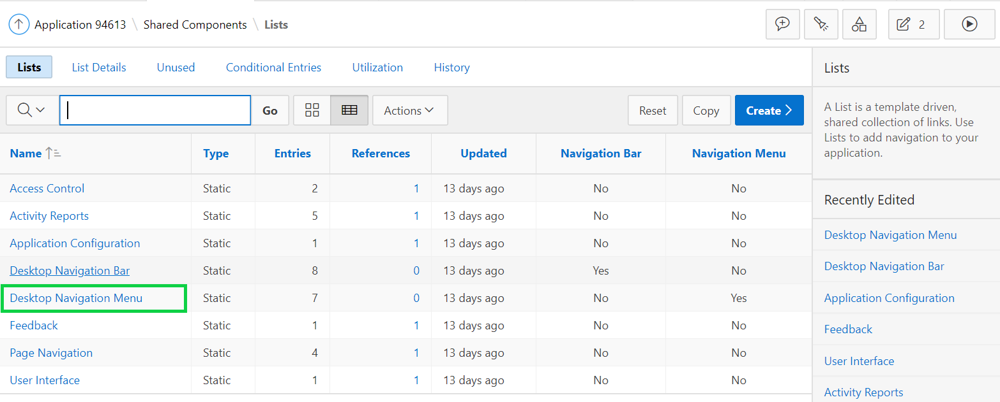 Application 94613 \ Shared Components \ Lists
2
Lists List Details Unused Conditional Entries Utilization History
Go Actions Reset Copy Create
Name Type Entries References Updated Navigation Bar Navigation Menu
Access Control Static 2 1 13 days ago No No
Activity Reports Static 5 1 13 days ago No No
Application Configuration Static 1 1 13 days ago No No
Desktop Navigation Bar Static 8 0 13 days ago Yes No
Desktop Navigation Menu Static 7 0 13 days ago No Yes
Feedback Static 1 1 13 days ago No No
Page Navigation Static 4 1 13 days ago No No
User Interface Static 1 1 13 days ago No No
Lists
A List is a template driven,
shared collection of links. Use
Lists to add navigation to your
application.
Recently Edited
Desktop Navigation Menu
Desktop Navigation Bar
Application Configuration
Feedback
User Interface
Activity Reports